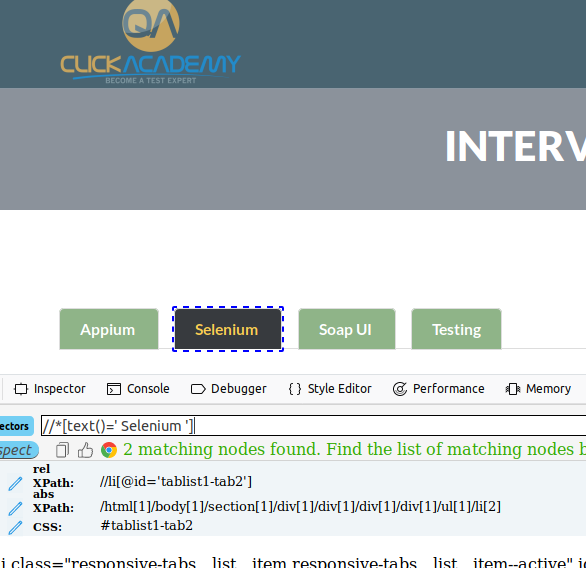 QA
CLICKACADEMY
BECOME A TEST EXPERT
INTERV
Appium
Selenium
Soap UI
Testing
Inspector
Console
Debugger
{ } Style Editor
Performance
Memory
ectors
//*[text()=' Selenium ']
spect
2 matching nodes found. Find the list of matching nodes b
rel
XPath:
//li[@id='tablist1-tab2']
abs
XPath:
/html[1]/body[1]/section[1]/div[1]/div[1]/div[1]/div[1]/ul[1]/li[2]
CSS:
#tablist1-tab2
i class="responsive-tabs__list__item responsive-tabs__list__item--active" i